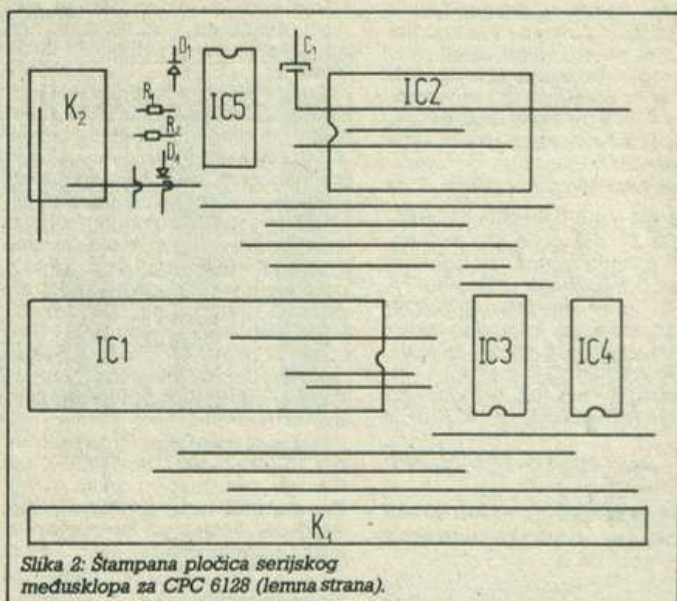 D₁
C₁
K₂
IC5
IC2
R₁
R₂
D₁
IC1
IC3
IC4
K₁
Slika 2: Štampana pločica serijskog
međusklopa za CPC 6128 (lemna strana).